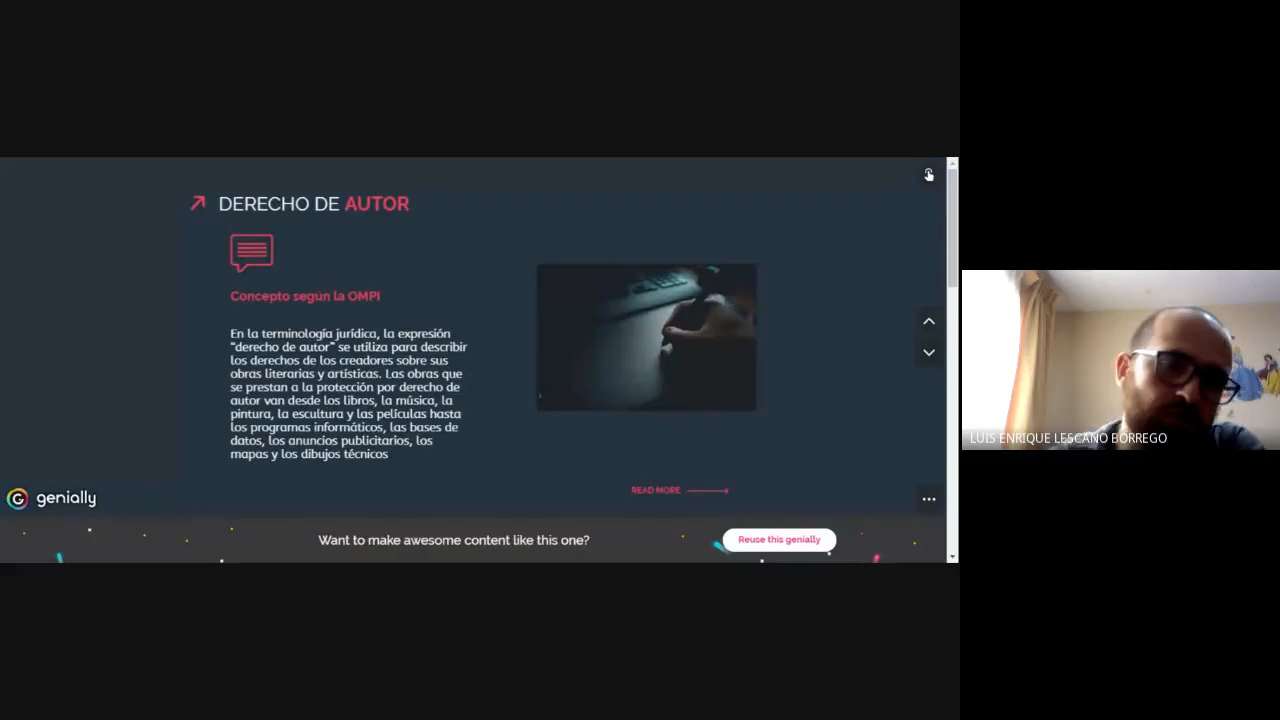 DERECHO DE AUTOR
Concepto según la OMPI
En la terminología jurídica, la expresión
"derecho de autor" se utiliza para describir
los derechos de los creadores sobre sus
obras literarias y artísticas. Las obras que
se prestan a la protección por derecho de
autor van desde los libros, la música, la
pintura, la escultura y las películas hasta
los programas informáticos, las bases de
datos, los anuncios publicitarios, los
mapas y los dibujos técnicos
READ MORE
genially
Want to make awesome content like this one?
Reuse this genially
LUIS ENRIQUE LESCANO BORREGO